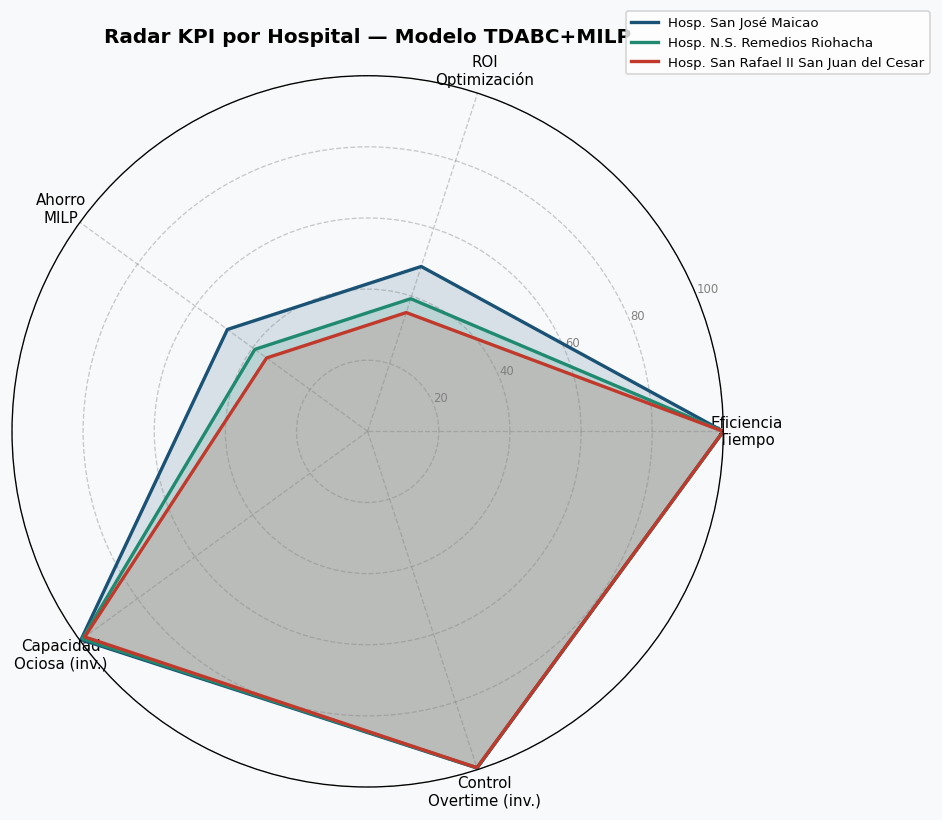 Radar KPI por Hospital — Modelo TDABC+MILP
Hosp. San José Maicao
Hosp. N.S. Remedios Riohacha
Hosp. San Rafael II San Juan del Cesar
ROI
Optimización
Ahorro
MILP
100
80
60
40
20
Eficiencia
Tiempo
Capacidad
Ociosa (inv.)
Control
Overtime (inv.)